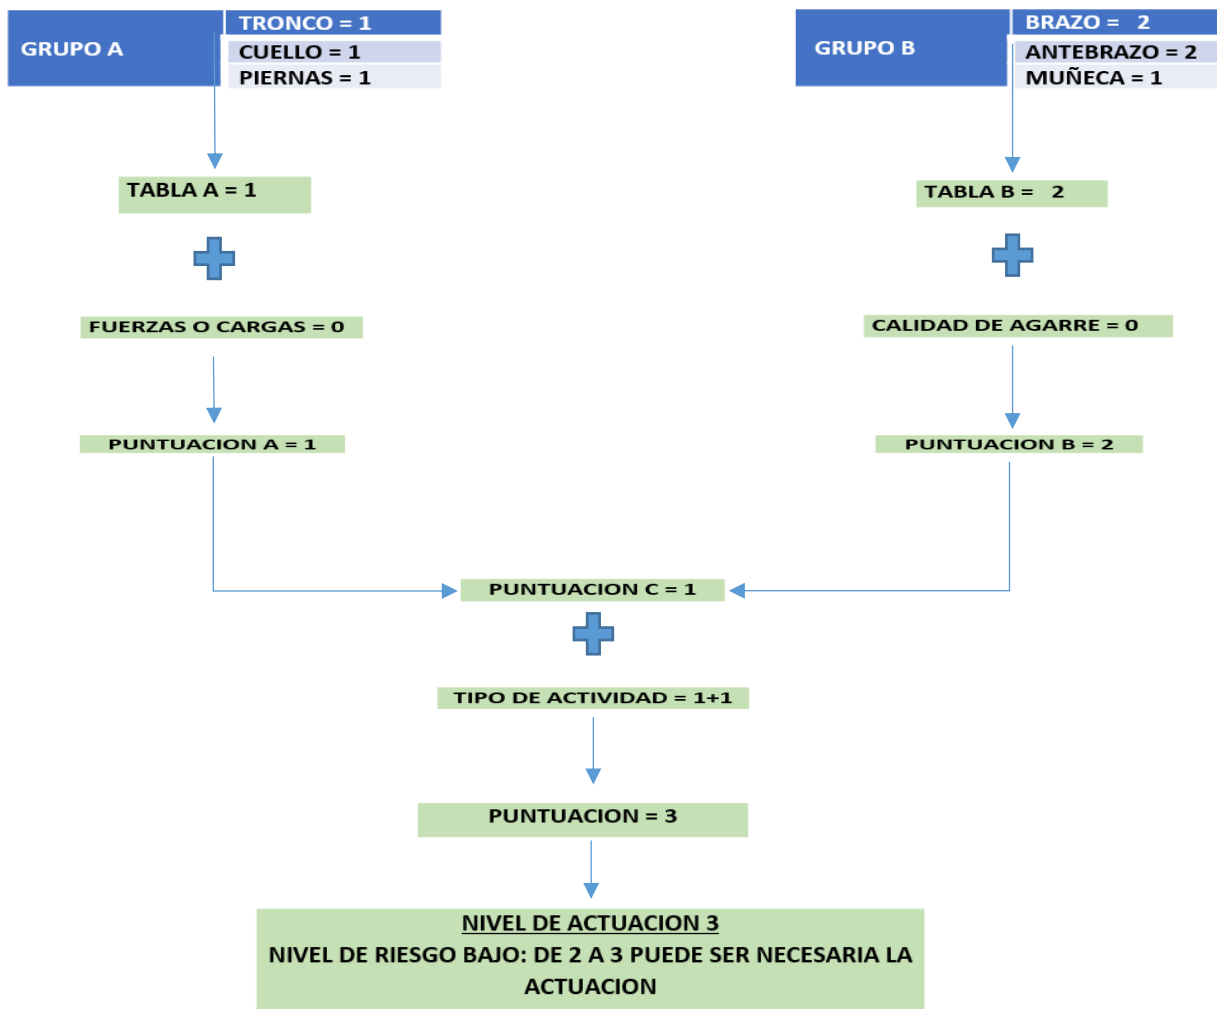 GRUPO A
TRONCO = 1
CUELLO = 1
PIERNAS = 1
GRUPO B
BRAZO = 2
ANTEBRAZO = 2
MUÑECA = 1
TABLA A = 1
TABLA B = 2
FUERZAS O CARGAS = 0
CALIDAD DE AGARRE = 0
PUNTUACION A = 1
PUNTUACION B = 2
PUNTUACION C = 1
TIPO DE ACTIVIDAD = 1+1
PUNTUACION = 3
NIVEL DE ACTUACION 3
NIVEL DE RIESGO BAJO: DE 2 A 3 PUEDE SER NECESARIA LA
ACTUACION